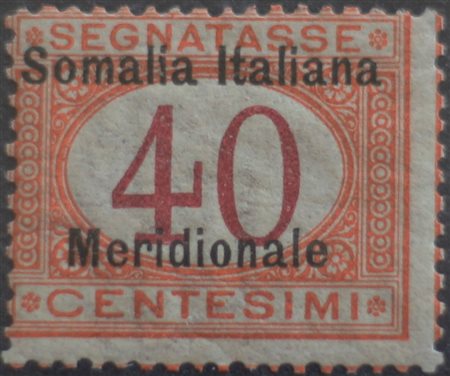 SEGNATASSE
Somalia Italiana
40
Meridionale
CENTESIMI